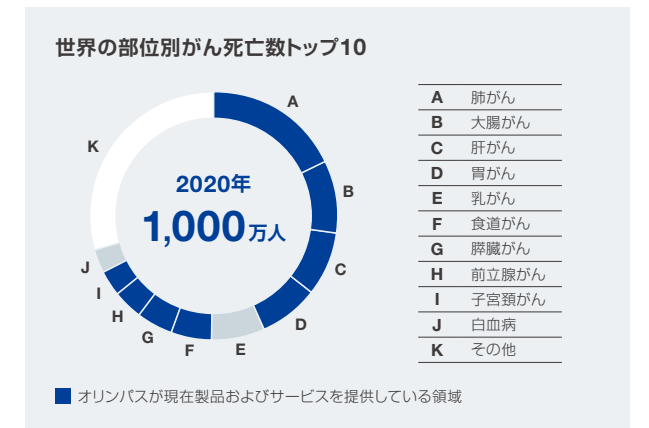 世界の部位別がん死亡数トップ10
A
B
C
D
E
F
G
H
I
J
K
2020年
1,000万人
A 肺がん
B 大腸がん
C 肝がん
D 胃がん
E 乳がん
F 食道がん
G 膵臓がん
H 前立腺がん
I 子宮頚がん
J 白血病
K その他
オリンパスが現在製品およびサービスを提供している領域